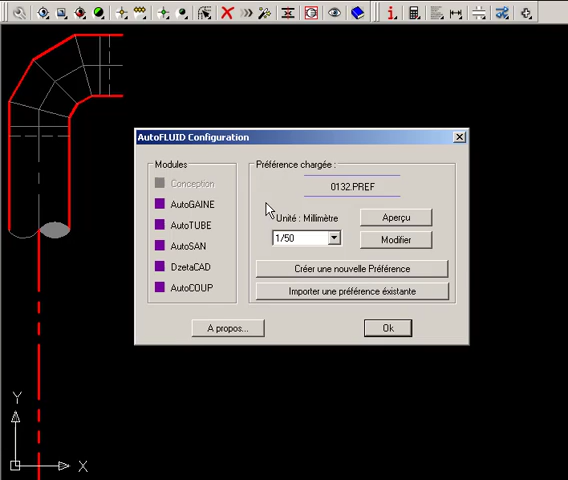 AutoFLUID Configuration
Modules
Conception
AutoGAINE
AutoTUBE
AutoSAN
DzetaCAD
AutoCOUP
Préférence chargée :
0132.PREF
Unité : Millimètre
Aperçu
1/50
Modifier
Créer une nouvelle Préférence
Importer une préférence éxistante
A propos...
Ok
Y
X